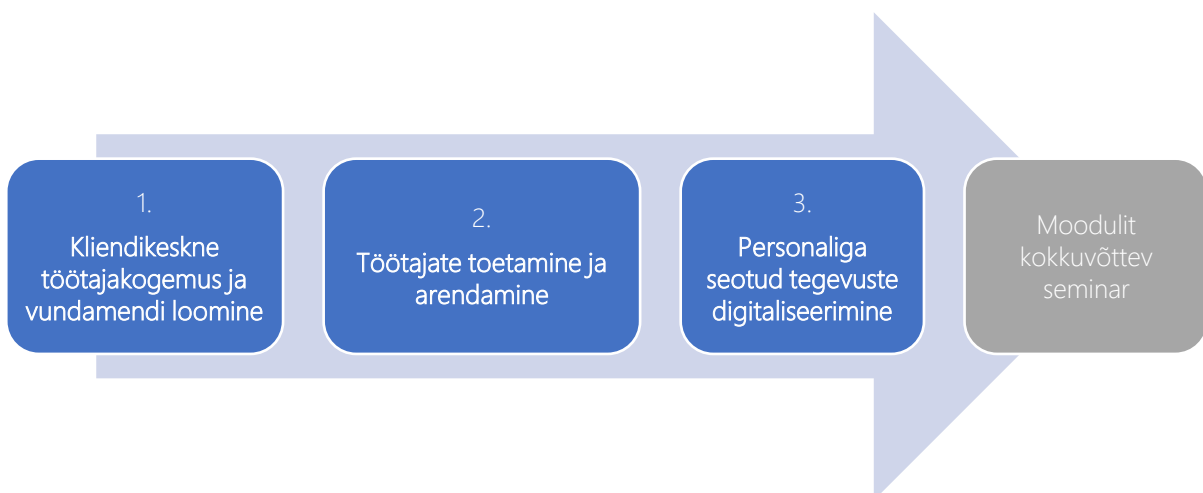 1.
Kliendikeskne
töötajakogemus ja
vundamendi loomine
2.
Töötajate toetamine ja
arendamine
3.
Personaliga
seotud tegevuste
digitaliseerimine
Moodulit
kokkuvõttev
seminar